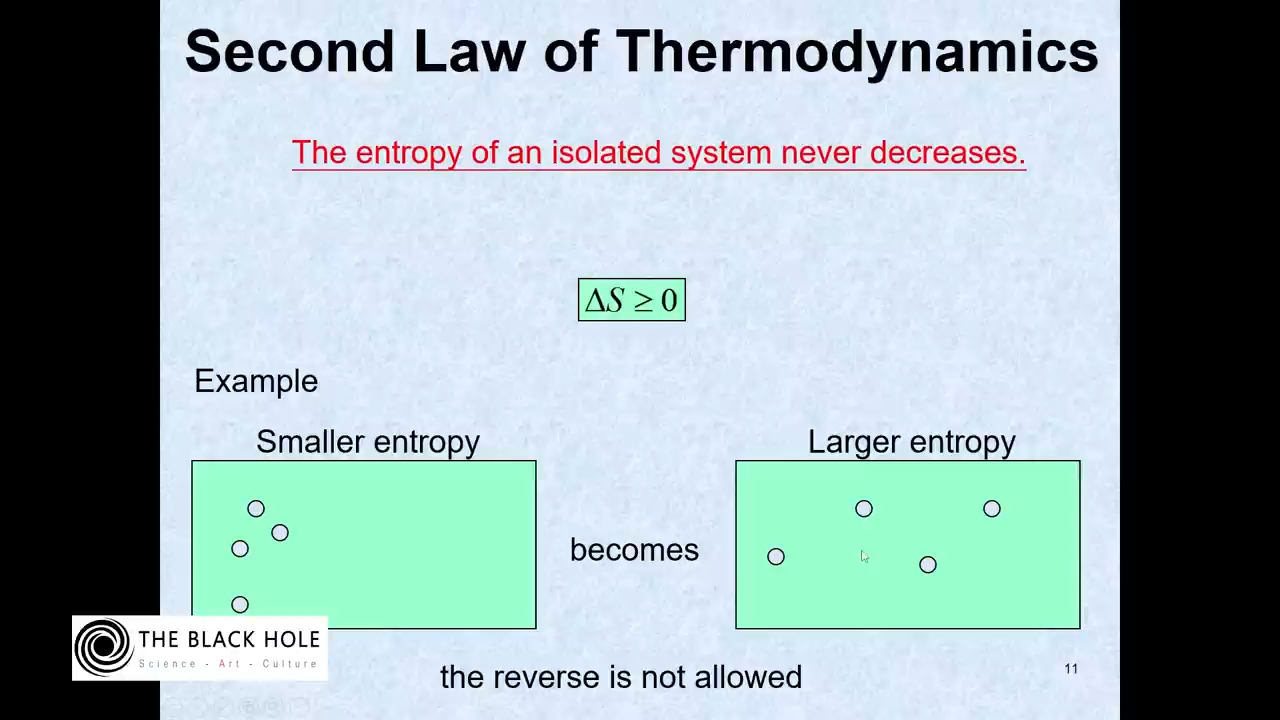 Second Law of Thermodynamics
The entropy of an isolated system never decreases.
ΔS ≥ 0
Example
Smaller entropy
Larger entropy
becomes
THE BLACK HOLE
Science - Art - Culture
the reverse is not allowed
11